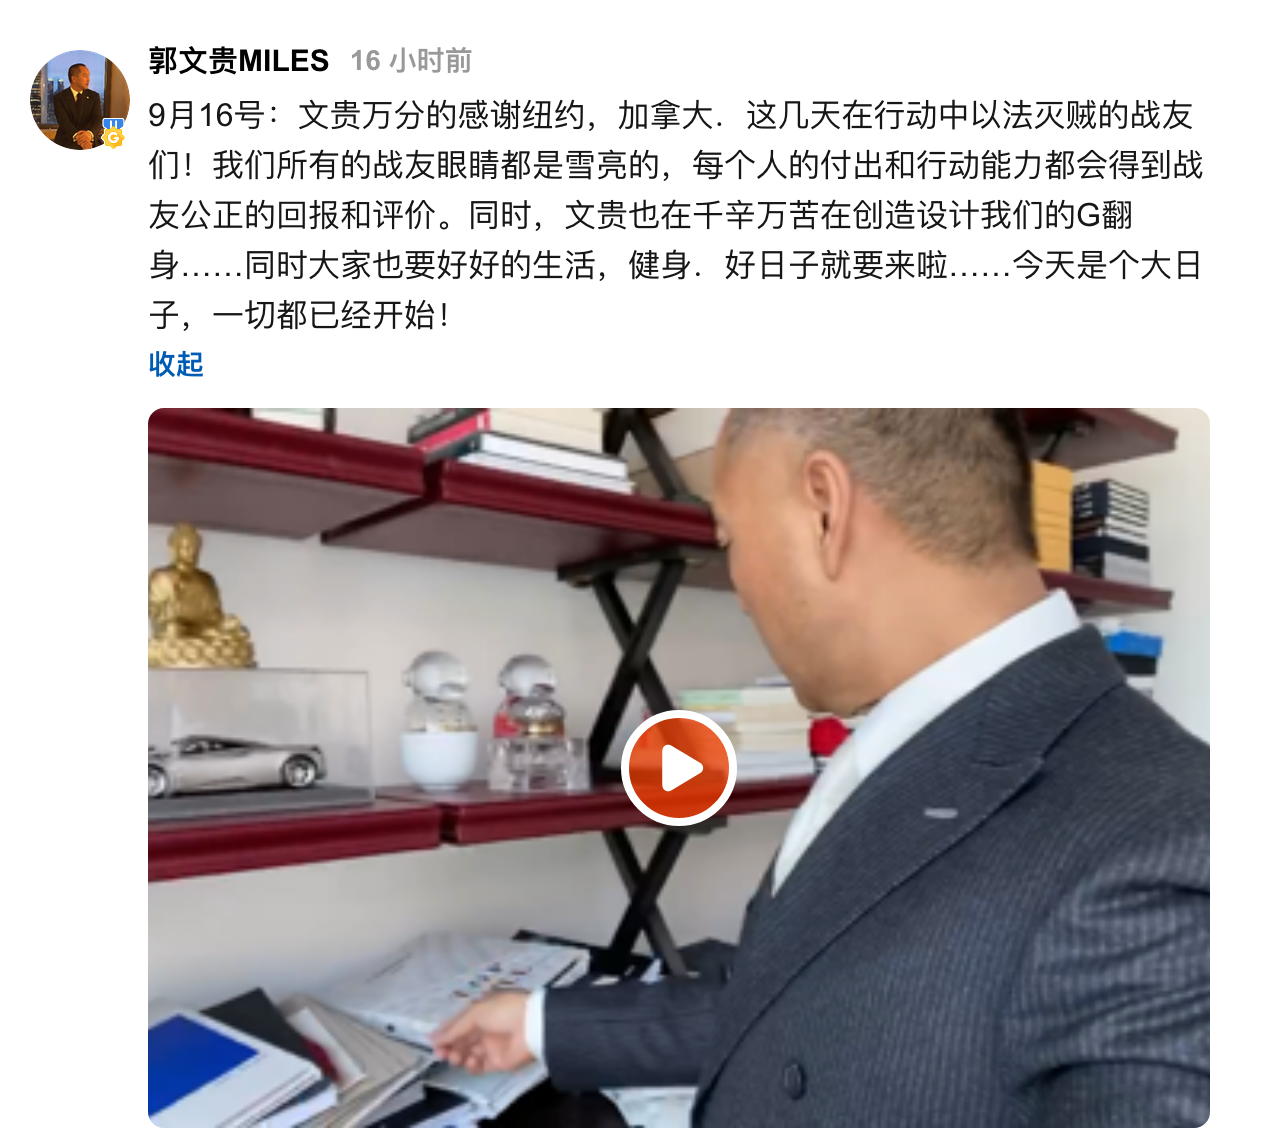 郭文贵MILES 16 小时前
9月16号：文贵万分的感谢纽约，加拿大．这几天在行动中以法灭贼的战友
们！我们所有的战友眼睛都是雪亮的，每个人的付出和行动能力都会得到战
友公正的回报和评价。同时，文贵也在千辛万苦在创造设计我们的G翻
身……同时大家也要好好的生活，健身．好日子就要来啦……今天是个大日
子，一切都已经开始！
收起